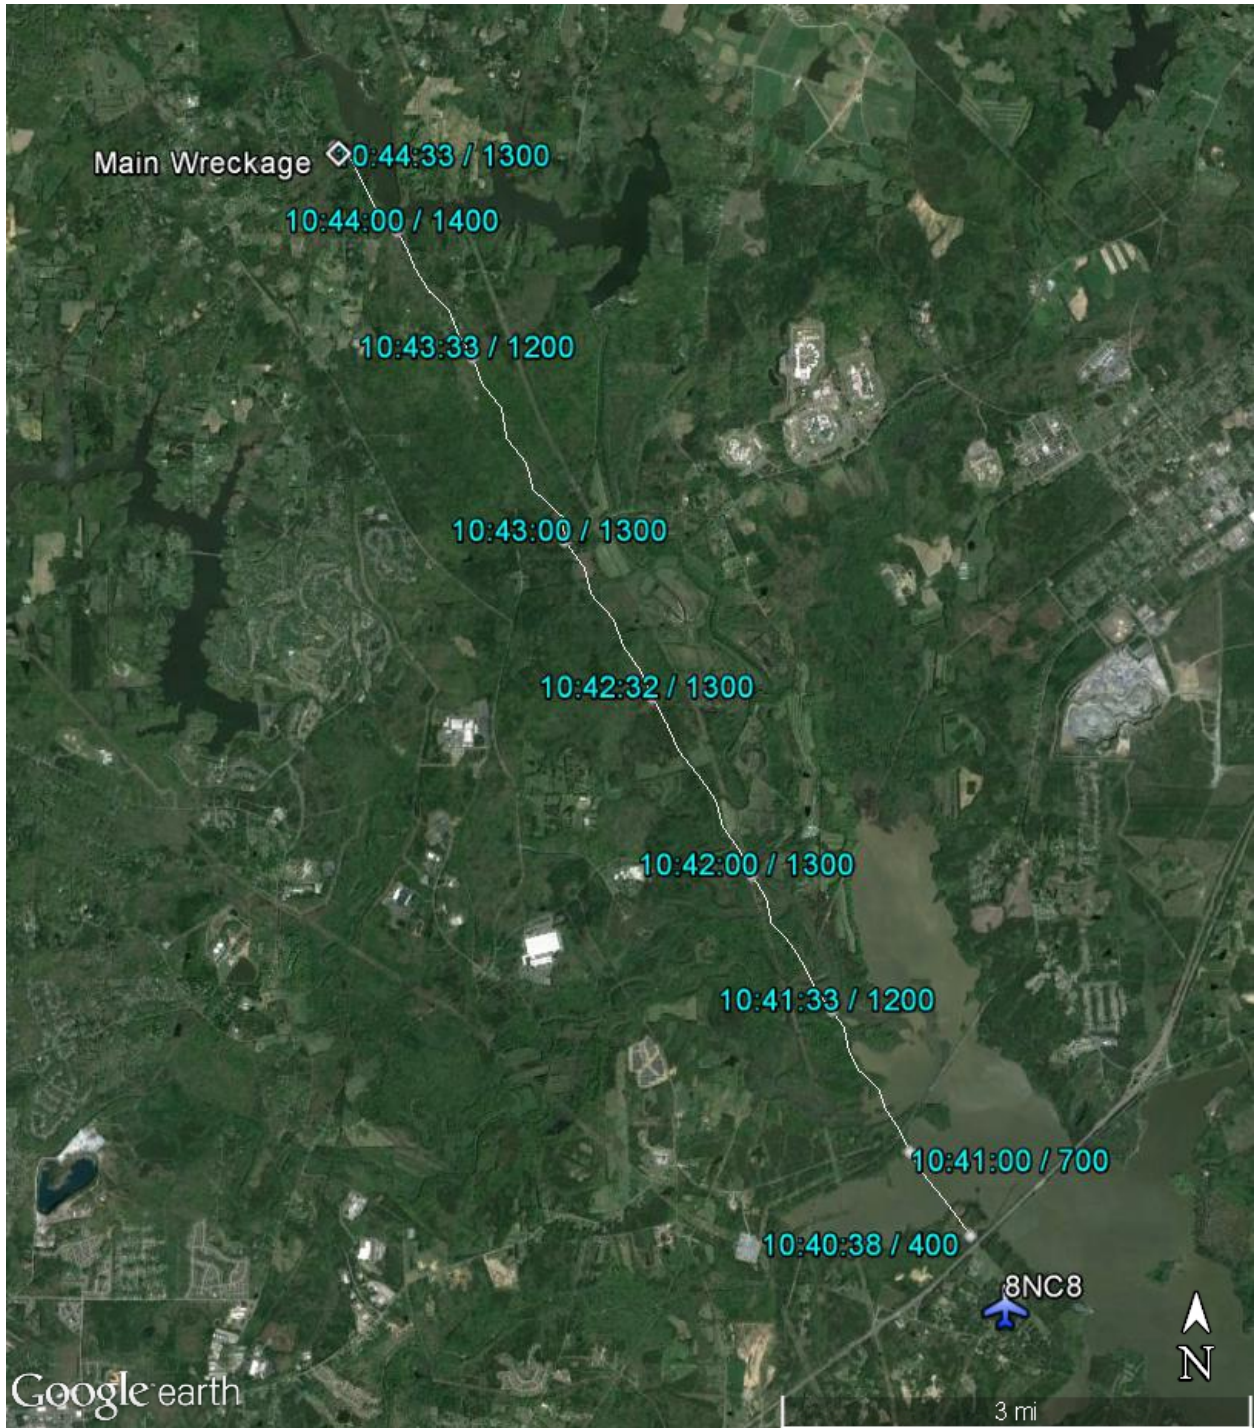 Main Wreckage
0:44:33 / 1300
10:44:00 / 1400
10:43:33 / 1200
10:43:00 / 1300
10:42:32 / 1300
10:42:00 / 1300
10:41:33 / 1200
10:41:00 / 700
10:40:38 / 400
8NC8
N
Google earth
3 mi